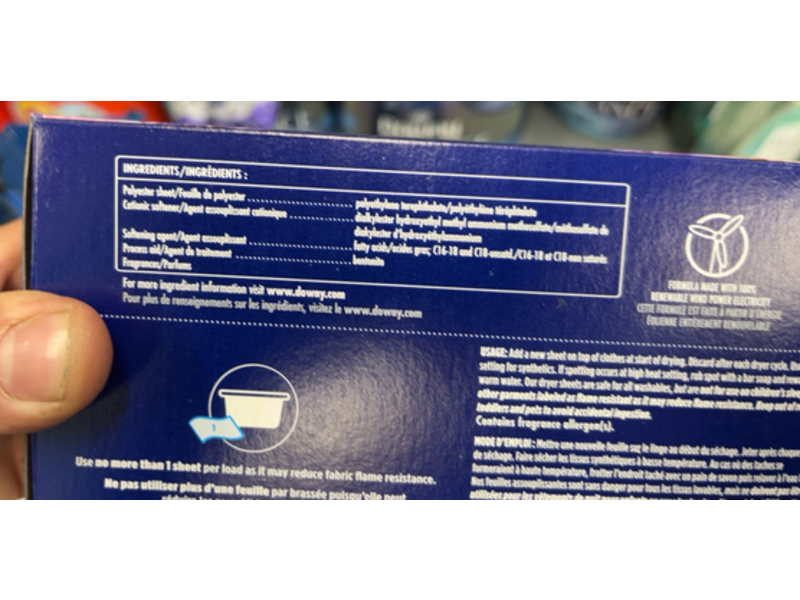 INGREDIENTS/INGRÉDIENTS :
Polyester sheet/Feuille de polyester .......... polyethylene terephthalate/polyéthylène téréphtalate
Cationic softener/Agent assouplissant cationique .......... dialkylester hydroxyethyl methyl ammonium methosulfate/méthosulfate de
dialkylester d'hydroxyéthylmonium
Softening agent/Agent assouplissant .......... fatty acids/acides gras; C16-18 and C18-unsatd./C16-18 et C18-non saturés
Process aid/Agent de traitement .......... bentonite
Fragrances/Parfums
For more ingredient information visit www.downy.com
Pour plus de renseignements sur les ingrédients, visitez le www.downy.com
FORMULA MADE WITH 100%
RENEWABLE WIND POWER ELECTRICITY
CETTE FORMULE EST FAITE À PARTIR D'ÉNERGIE
ÉOLIENNE ENTIÈREMENT RENOUVELABLE
1
Use no more than 1 sheet per load as it may reduce fabric flame resistance.
Ne pas utiliser plus d'une feuille par brassée puisqu'elle peut
USAGE: Add a new sheet on top of clothes at start of drying. Discard after each dryer cycle.
setting for synthetics. If spotting occurs at high heat setting, rub spot with a bar soap and
warm water. Our dryer sheets are safe for all washables, but are not for use on children's
other garments labeled as flame resistant as it may reduce flame resistance. Keep out of
toddlers and pets to avoid accidental ingestion.
Contains fragrance allergen(s).
MODE D'EMPLOI : Mettre une nouvelle feuille sur le linge au début du séchage. Jeter après chaque
de séchage. Faire sécher les tissus synthétiques à basse température. Au cas où des taches se
formeraient à haute température, frotter l'endroit taché avec un pain de savon puis relaver à l'eau
Nos feuilles assouplissantes sont sans danger pour tous les tissus lavables, mais ne doivent pas
utilisées pour les vêtements de nuit pour